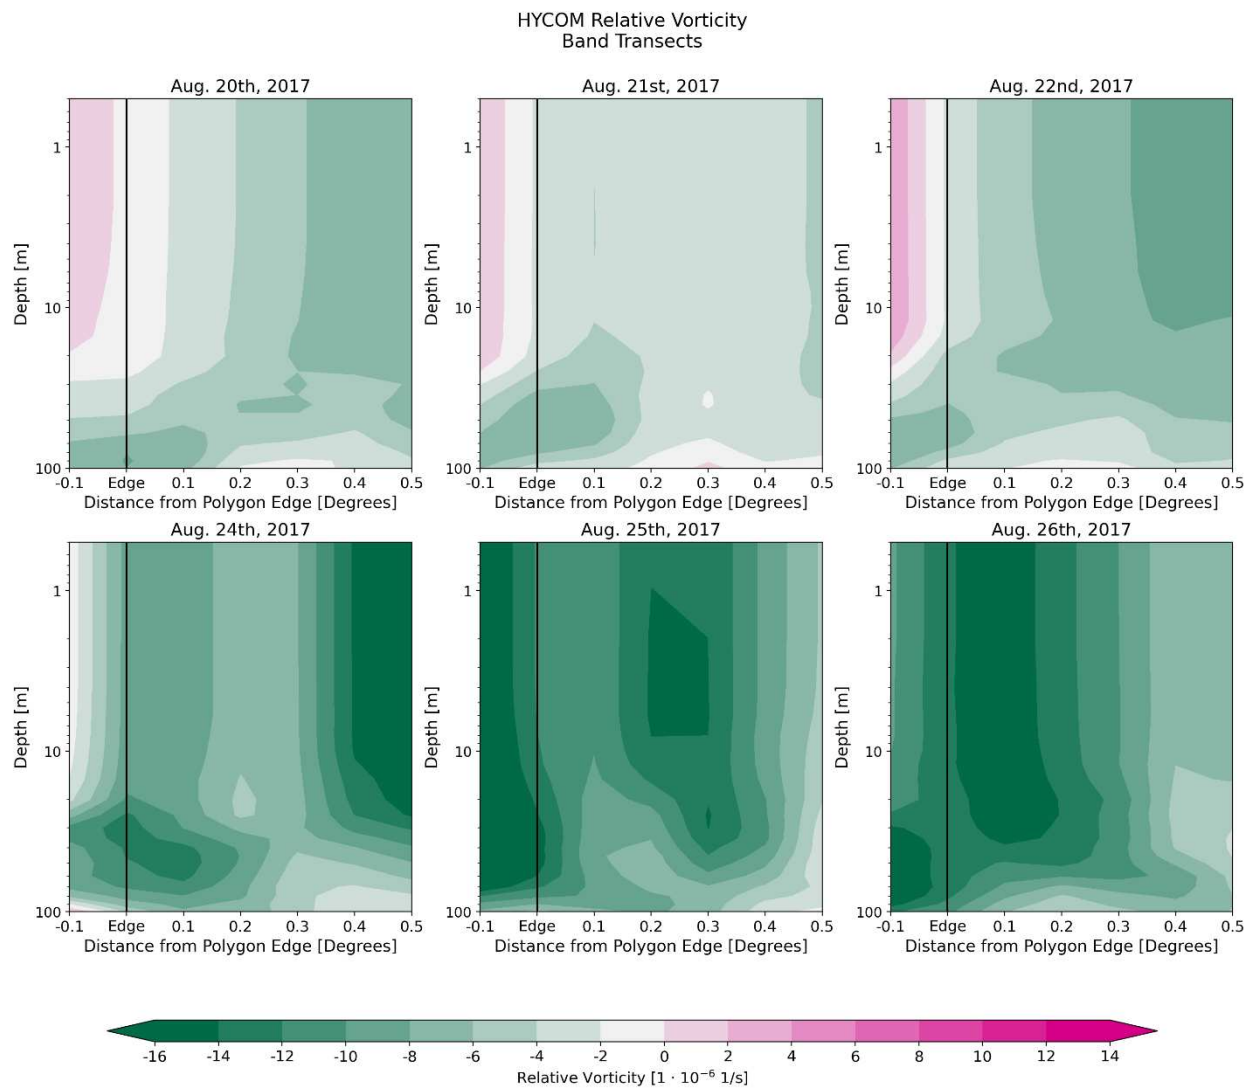 HYCOM Relative Vorticity
Band Transects
Aug. 20th, 2017
Aug. 21st, 2017
Aug. 22nd, 2017
Depth [m]
1
10
100
-0.1 Edge 0.1 0.2 0.3 0.4 0.5
Distance from Polygon Edge [Degrees]
Depth [m]
1
10
100
-0.1 Edge 0.1 0.2 0.3 0.4 0.5
Distance from Polygon Edge [Degrees]
Depth [m]
1
10
100
-0.1 Edge 0.1 0.2 0.3 0.4 0.5
Distance from Polygon Edge [Degrees]
Aug. 24th, 2017
Aug. 25th, 2017
Aug. 26th, 2017
Depth [m]
1
10
100
-0.1 Edge 0.1 0.2 0.3 0.4 0.5
Distance from Polygon Edge [Degrees]
Depth [m]
1
10
100
-0.1 Edge 0.1 0.2 0.3 0.4 0.5
Distance from Polygon Edge [Degrees]
Depth [m]
1
10
100
-0.1 Edge 0.1 0.2 0.3 0.4 0.5
Distance from Polygon Edge [Degrees]
-16 -14 -12 -10 -8 -6 -4 -2 0 2 4 6 8 10 12 14
Relative Vorticity [1 · 10⁻⁶ 1/s]